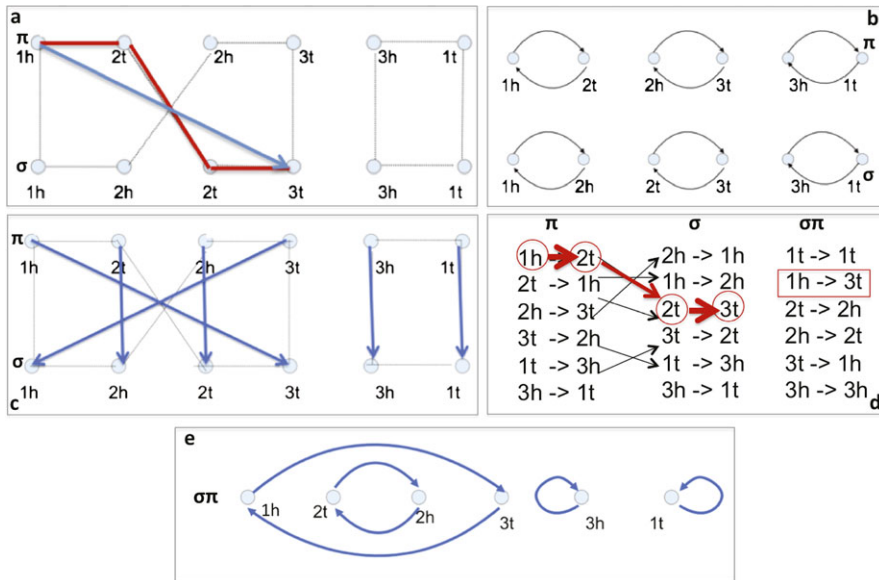 a
π
1h 2t 2h 3t 3h 1t
σ
1h 2h 2t 3t 3h 1t
b
π
1h 2t 2h 3t 3h 1t
σ
1h 2h 2t 3t 3h 1t
π
1h 2t 2h 3t 3h 1t
σ
1h 2h 2t 3t 3h 1t
c
π σ σπ
1h 2t 2h -> 1h 1t -> 1t
2t -> 1h 1h -> 2h 1h -> 3t
2h -> 3t 2t 3t 2t -> 2h
3t -> 2h 3t -> 2t 2h -> 2t
1t -> 3h 1t -> 3h 3t -> 1h
3h -> 1t 3h -> 1t 3h -> 3h
d
e
σπ
1h 2t 2h 3t 3h 1t